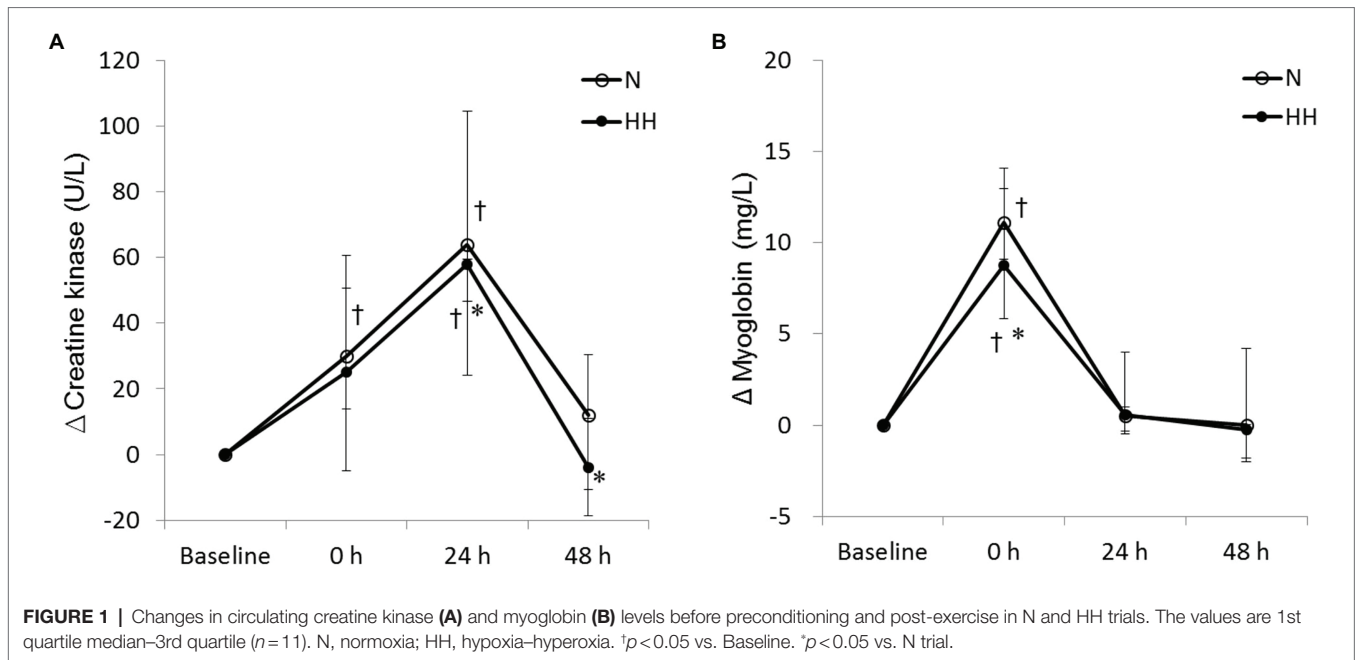 A
△ Creatine kinase (U/L)
120
100
80
60
40
20
0
-20
N
HH
†
†
† *
*
Baseline 0 h 24 h 48 h
B
Δ Myoglobin (mg/L)
20
15
10
5
0
-5
N
HH
†
† *
Baseline 0 h 24 h 48 h
FIGURE 1 | Changes in circulating creatine kinase (A) and myoglobin (B) levels before preconditioning and post-exercise in N and HH trials. The values are 1st
quartile median–3rd quartile (n=11). N, normoxia; HH, hypoxia–hyperoxia. †p<0.05 vs. Baseline. *p<0.05 vs. N trial.